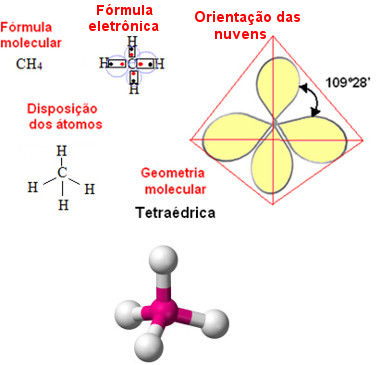 Fórmula
molecular
CH4
Fórmula
eletrônica
H
H C H
H
Orientação das
nuvens
109°28'
Disposição
dos átomos
H
C
H H
H
Geometria
molecular
Tetraédrica